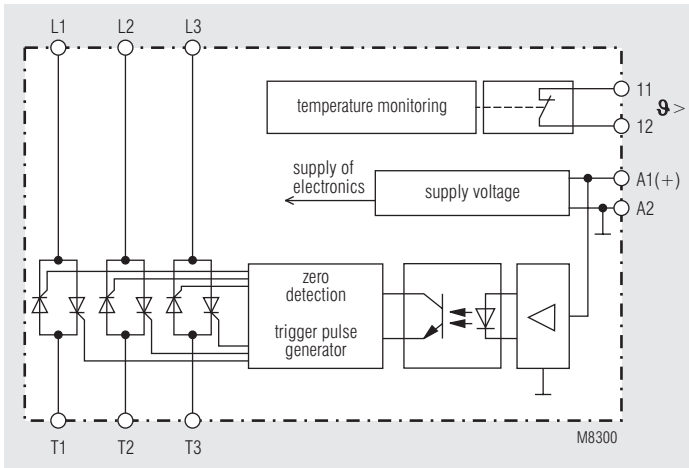 L1 L2 L3
temperature monitoring
11
12
ϑ >
supply of
electronics
supply voltage
A1(+)
A2
zero
detection
trigger pulse
generator
T1 T2 T3
M8300